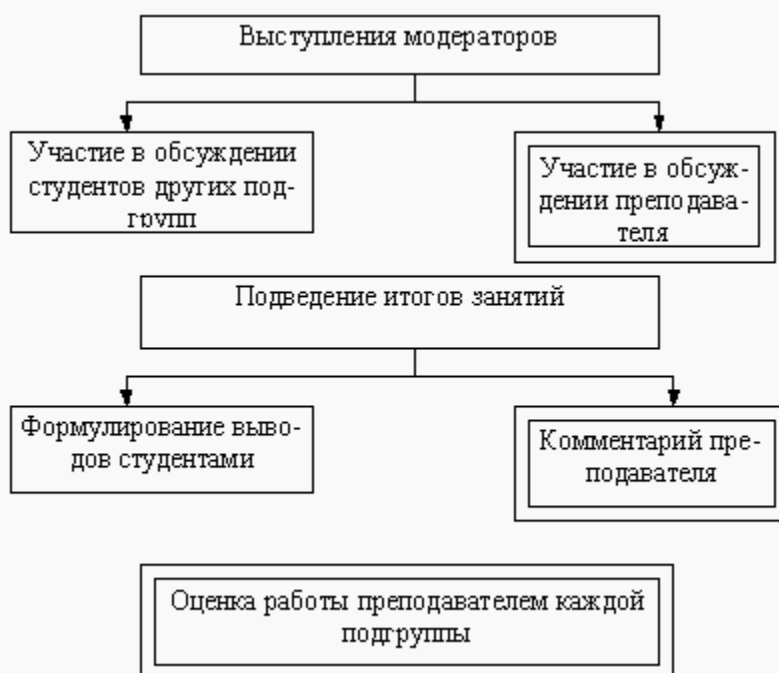 Выступления модераторов
Участие в обсуждении
студентов других под-
групп
Участие в обсуж-
дении преподава-
теля
Подведение итогов занятий
Формулирование выво-
дов студентами
Комментарий пре-
подавателя
Оценка работы преподавателем каждой
подгруппы